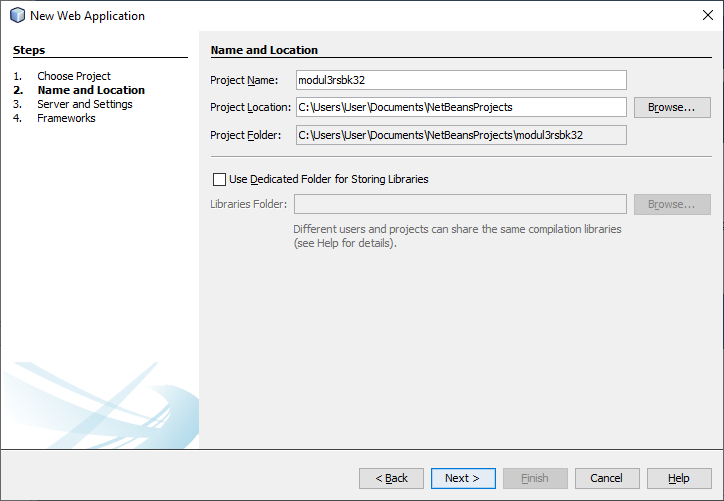 New Web Application
Steps
1. Choose Project
2. Name and Location
3. Server and Settings
4. Frameworks
Name and Location
Project Name: modul3rsbk32
Project Location: C:\Users\User\Documents\NetBeansProjects Browse...
Project Folder: C:\Users\User\Documents\NetBeansProjects\modul3rsbk32
Use Dedicated Folder for Storing Libraries
Libraries Folder: Browse...
Different users and projects can share the same compilation libraries
(see Help for details).
< Back Next > Finish Cancel Help